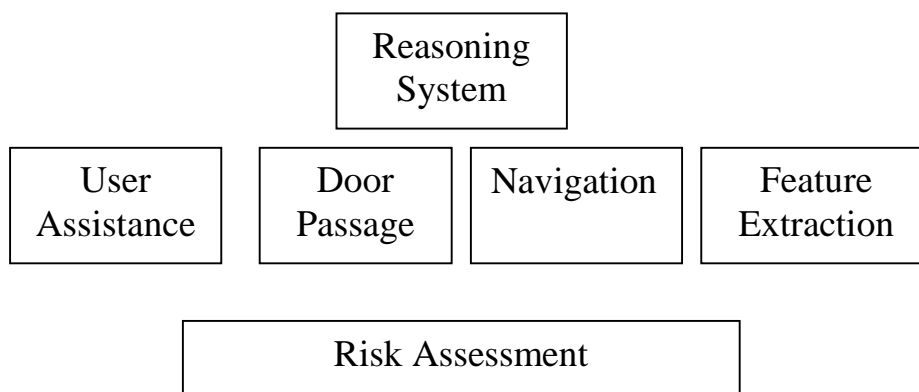 Reasoning
System
User
Assistance
Door
Passage
Navigation
Feature
Extraction
Risk Assessment